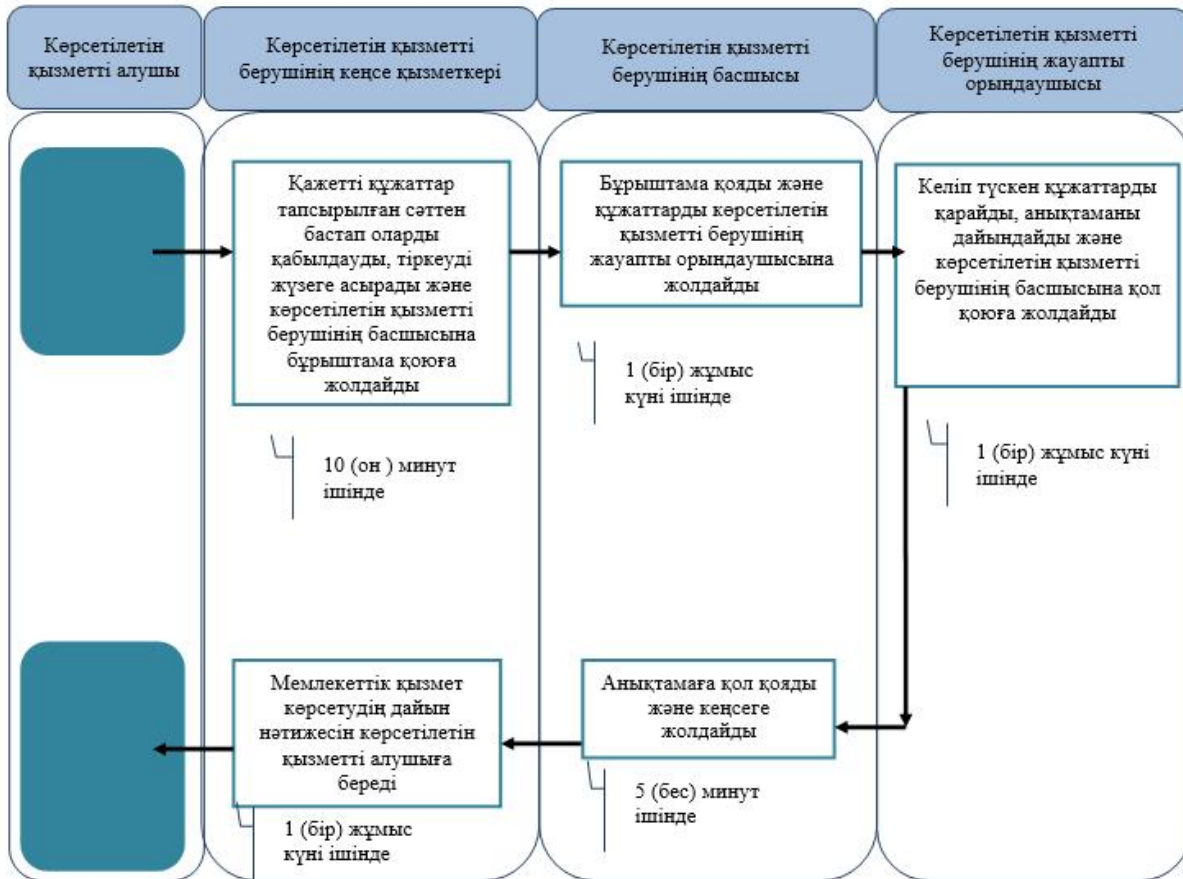 Көрсетілетін
қызметті алушы
Көрсетілетін қызметті
берушінің кеңсе қызметкері
Көрсетілетін қызметті
берушінің басшысы
Көрсетілетін қызметті
берушінің жауапты
орындаушысы
Қажетті құжаттар
тапсырылған сәттен
бастап оларды
қабылдауды, тіркеуді
жүзеге асырады және
көрсетілетін қызметті
берушінің басшысына
бұрыштама қоюға
жолдайды
10 (он ) минут
ішінде
Бұрыштама қояды және
құжаттарды көрсетілетін
қызметті берушінің
жауапты орындаушысына
жолдайды
1 (бір) жұмыс
күні ішінде
Келіп түскен құжаттарды
қарайды, анықтаманы
дайындайды және
көрсетілетін қызметті
берушінің басшысына қол
қоюға жолдайды
1 (бір) жұмыс күні
ішінде
Анықтамаға қол қояды
және кеңсеге
жолдайды
5 (бес) минут
ішінде
Мемлекеттік қызмет
көрсетудің дайын
нәтижесін көрсетілетін
қызметті алушыға
береді
1 (бір) жұмыс
күні ішінде